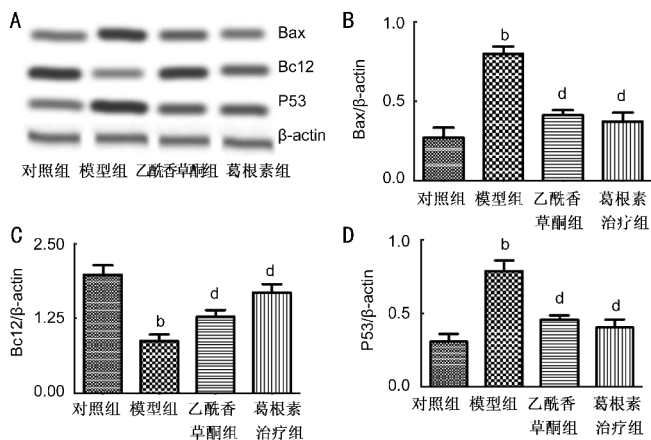 A
Bax
Bc12
P53
β-actin
对照组 模型组 乙酰香草酮组 葛根素组
B
Bax/β-actin
1.0
0.5
0.0
b
d
d
对照组 模型组 乙酰香草酮组 葛根素治疗组
C
Bc12/β-actin
2.50
1.25
0.00
b
d
d
对照组 模型组 乙酰香草酮组 葛根素治疗组
D
P53/β-actin
1.0
0.5
0.0
b
d
d
对照组 模型组 乙酰香草酮组 葛根素治疗组